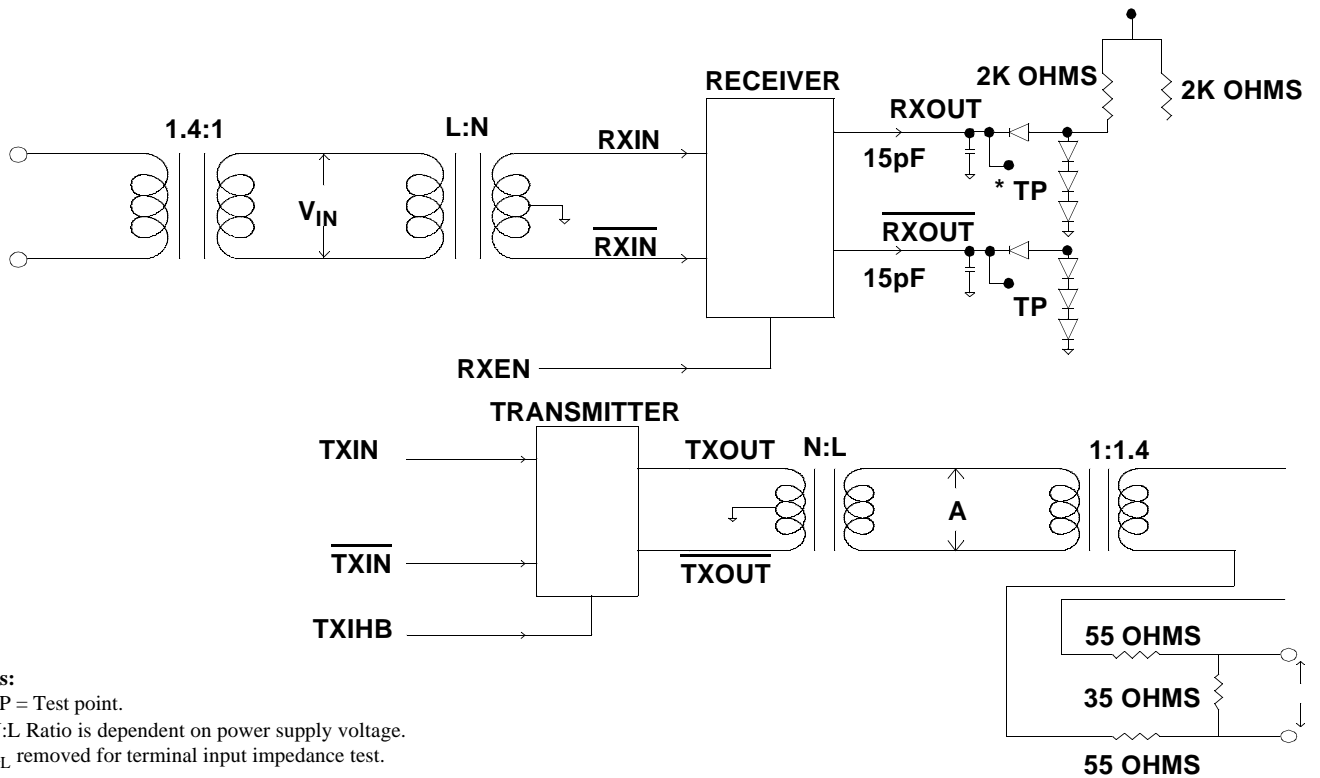 RECEIVER
2K OHMS
2K OHMS
1.4:1
L:N
RXIN
RXOUT
15pF
* TP
VIN
RXIN
RXOUT
15pF
TP
RXEN
TRANSMITTER
TXIN
TXOUT
N:L
1:1.4
A
TXIN
TXOUT
TXIHB
55 OHMS
35 OHMS
55 OHMS
s:
P = Test point.
:L Ratio is dependent on power supply voltage.
L removed for terminal input impedance test.